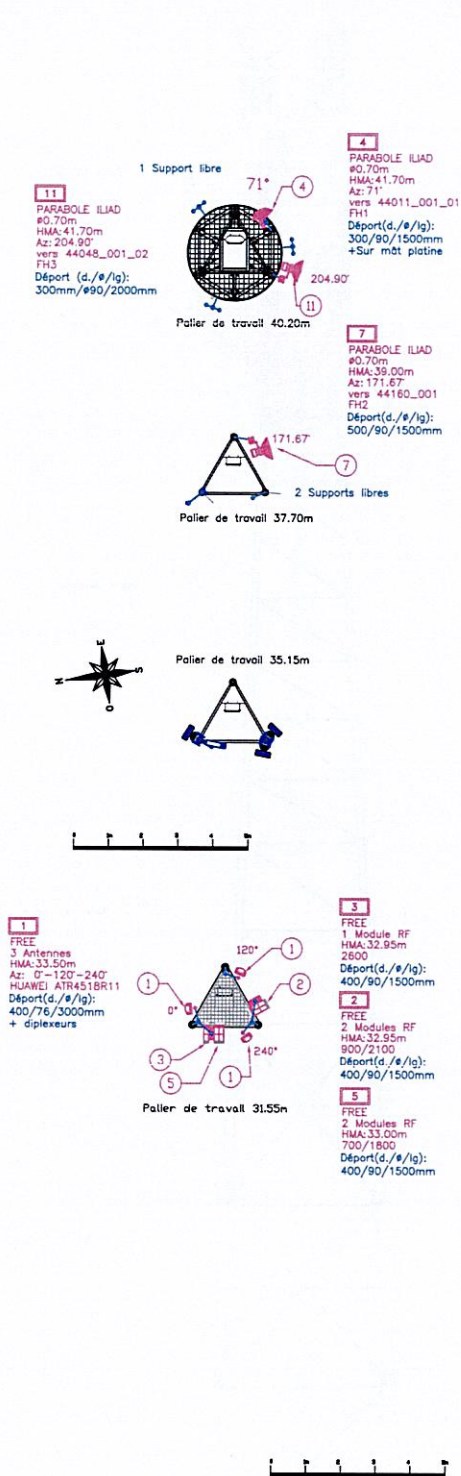 1 Support libre
71°
4
11
PARABOLE ILIAD
ø0.70m
HMA:41.70m
Az: 204.90°
vers 44048_001_02
FH3
Départ (d./ø/lg):
300mm/ø90/2000mm
4
PARABOLE ILIAD
ø0.70m
HMA:41.70m
Az: 71°
vers 44011_001_01
FH1
Départ(d./ø/lg):
300/90/1500mm
+Sur mât platine
204.90°
11
Palier de travail 40.20m
7
PARABOLE ILIAD
ø0.70m
HMA:39.00m
Az: 171.67°
vers 44160_001
FH2
Départ(d./ø/lg):
500/90/1500mm
171.67°
7
2 Supports libres
Palier de travail 37.70m
Palier de travail 35.15m
E
N
S
O
1
FREE
3 Antennes
HMA:33.50m
Az: 0°-120°-240°
HUAWEI ATR4518R11
Départ(d./ø/lg):
400/76/3000mm
+ diplexeurs
120°
1
1
0°
2
3
5
1
240°
Palier de travail 31.55m
3
FREE
1 Module RF
HMA:32.95m
2600
Départ(d./ø/lg):
400/90/1500mm
2
FREE
2 Modules RF
HMA:32.95m
900/2100
Départ(d./ø/lg):
400/90/1500mm
5
FREE
2 Modules RF
HMA:33.00m
700/1800
Départ(d./ø/lg):
400/90/1500mm